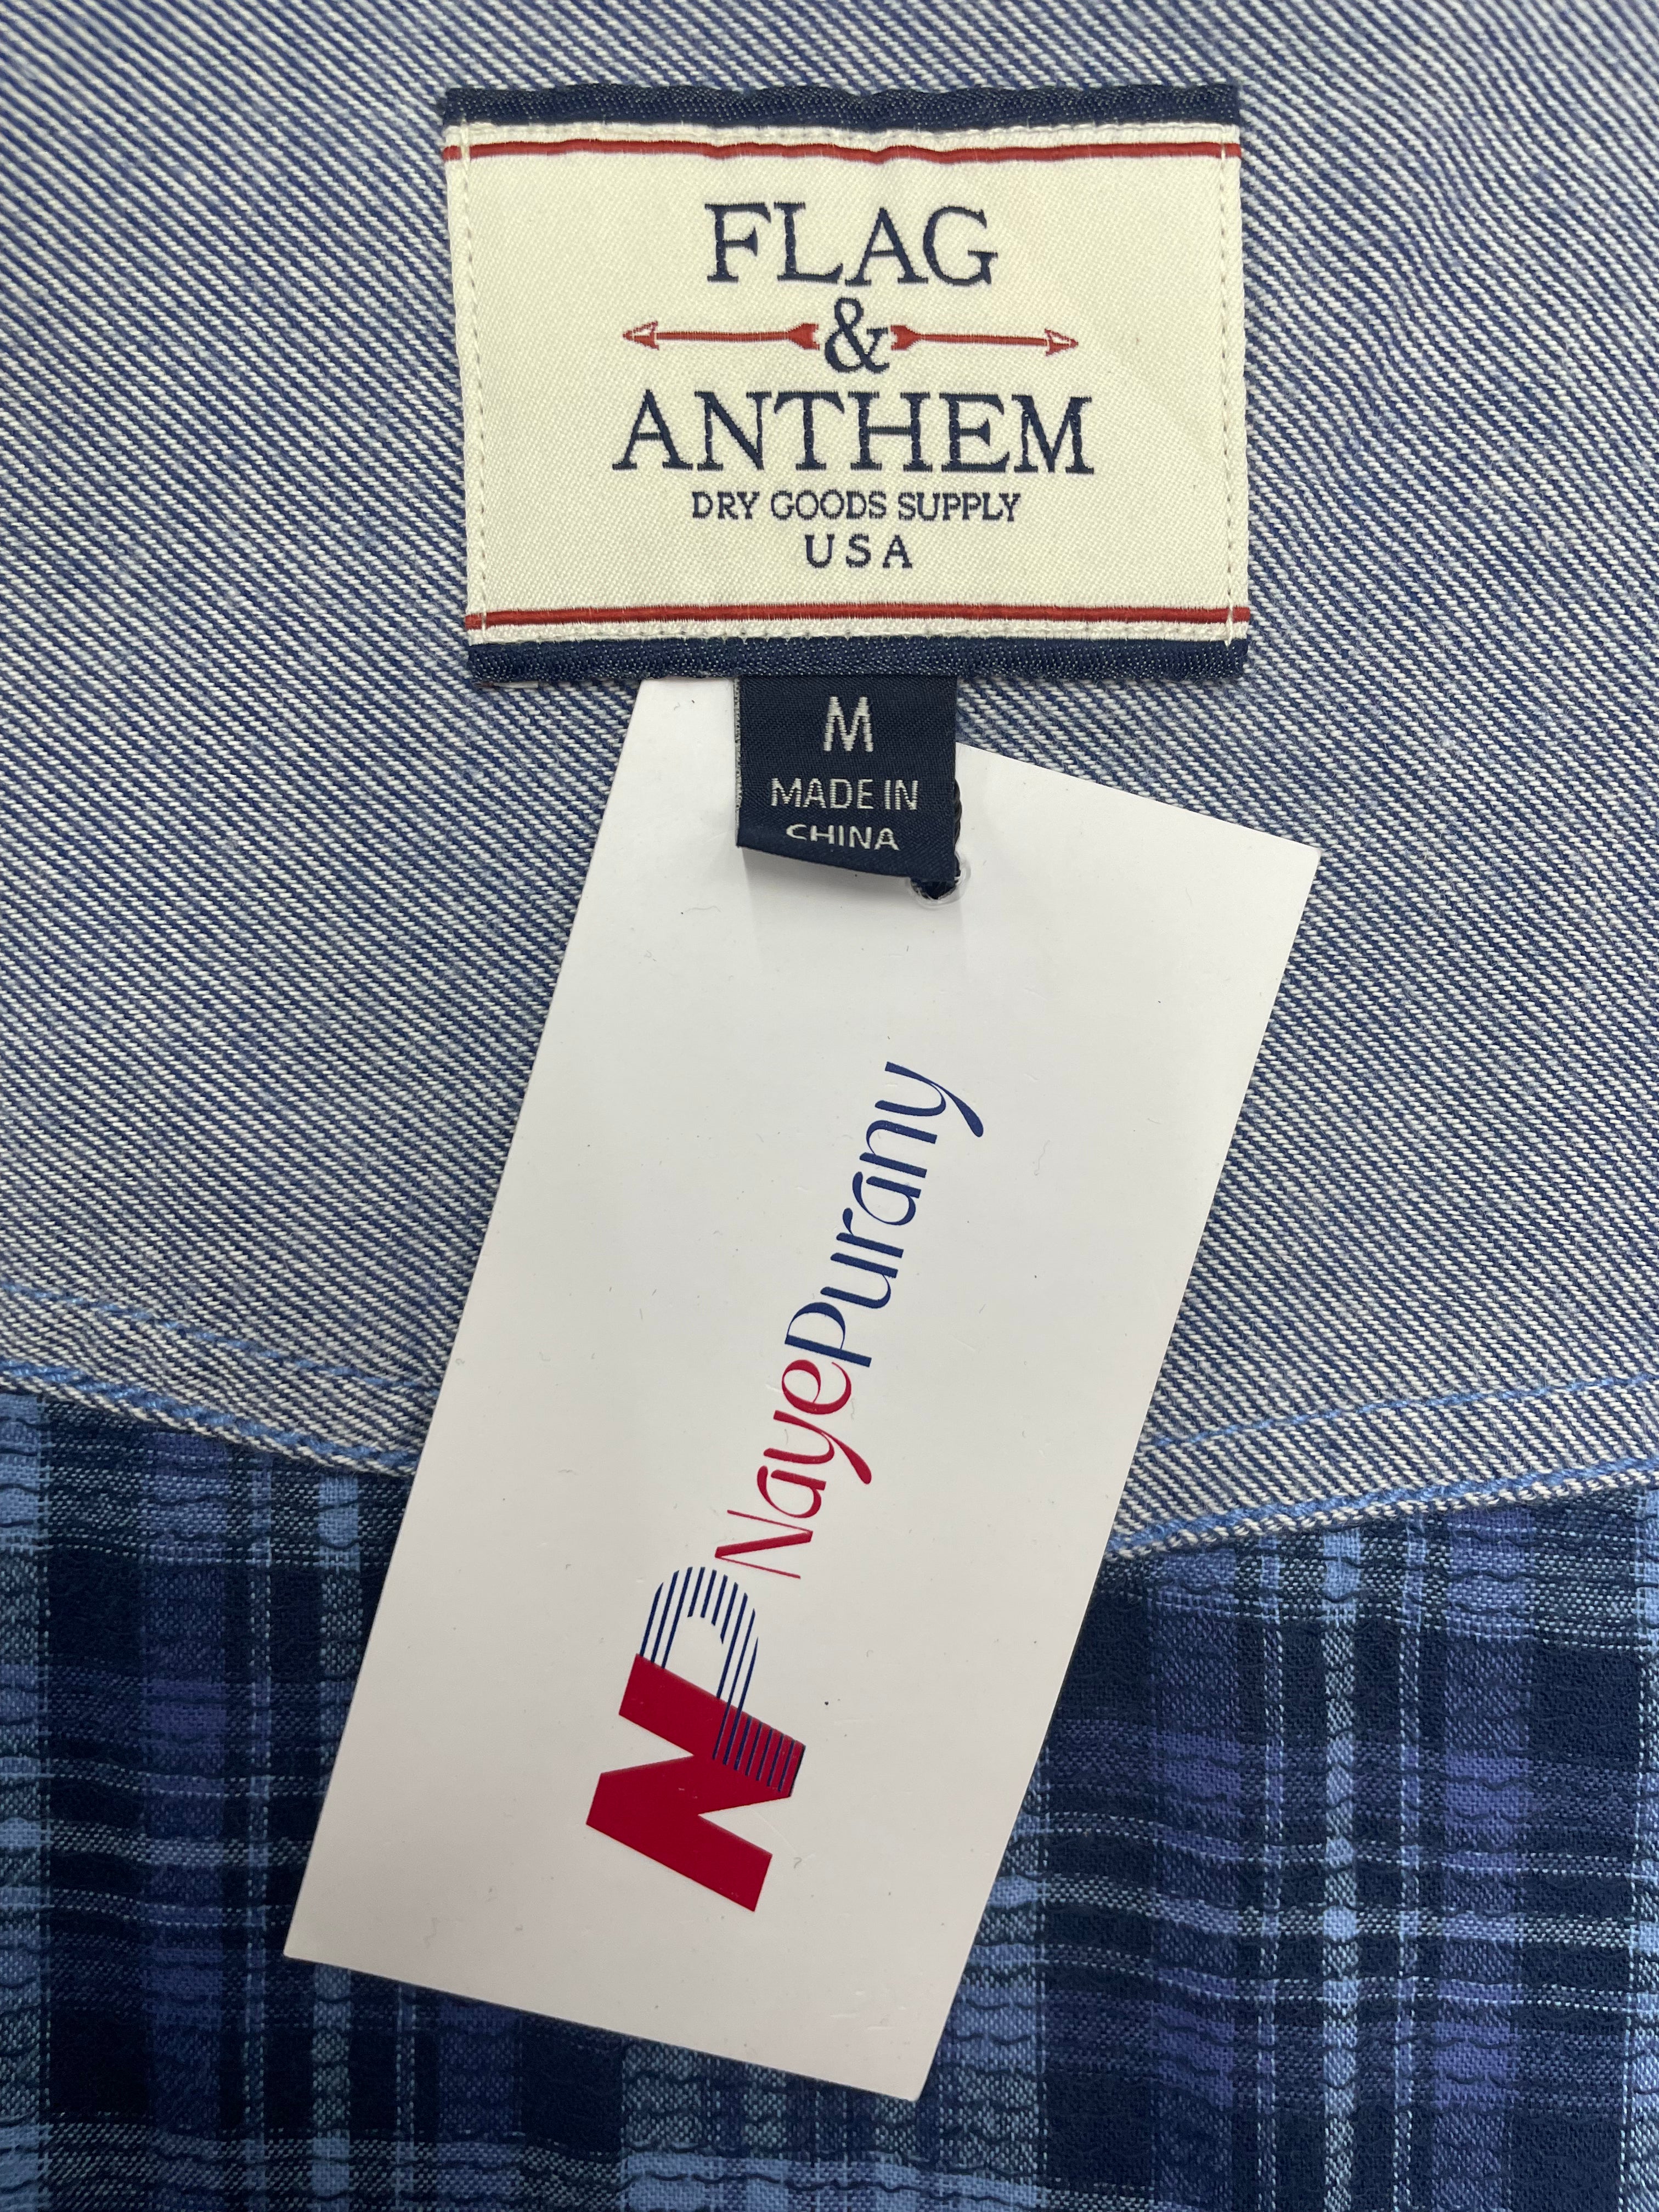 FLAG
&
ANTHEM
DRY GOODS SUPPLY
USA
M
MADE IN
CHINA
NP NayePurany